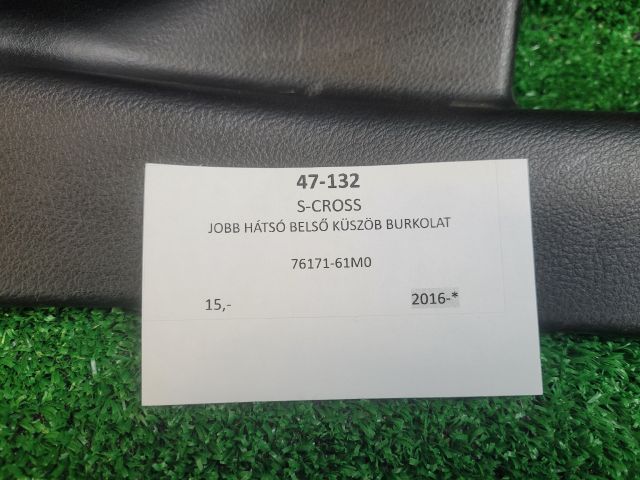 47-132
S-CROSS
JOBB HÁTSÓ BELSŐ KÜSZÖB BURKOLAT
76171-61M0
15,- 2016-*